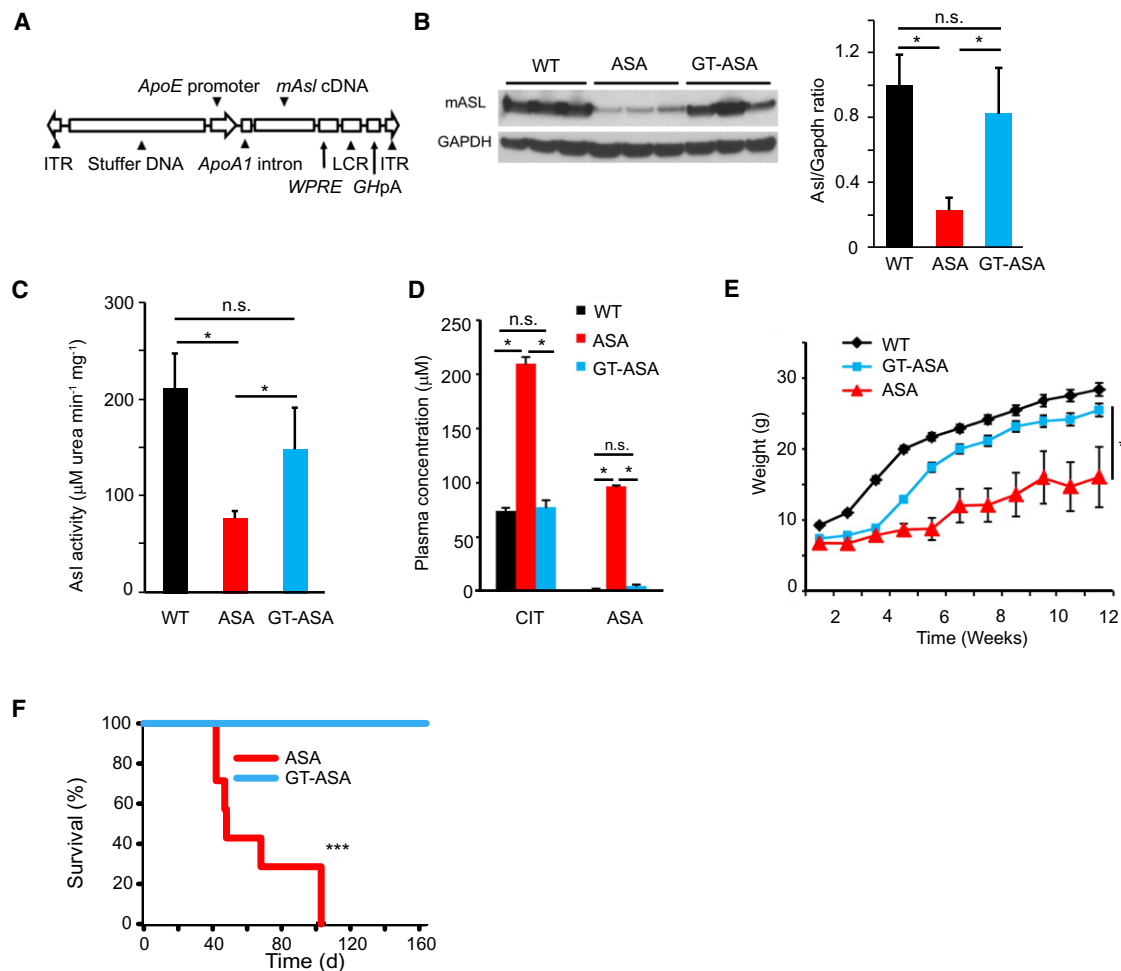 A
ApoE promoter
mAsl cDNA
ITR
Stuffer DNA
ApoA1 intron
LCR
ITR
WPRE
GHpA
B
WT
ASA
GT-ASA
mASL
GAPDH
n.s.
*
*
1.2
0.8
0.4
0
Asl/Gapdh ratio
WT
ASA
GT-ASA
C
300
200
100
0
Asl activity (μM urea min⁻¹ mg⁻¹)
n.s.
*
*
WT
ASA
GT-ASA
D
WT
ASA
GT-ASA
250
200
150
100
50
0
Plasma concentration (μM)
n.s.
*
*
n.s.
*
*
CIT
ASA
E
WT
GT-ASA
ASA
30
20
10
0
Weight (g)
*
2
4
6
8
10
12
Time (Weeks)
F
100
80
60
40
20
0
Survival (%)
ASA
GT-ASA
***
0
40
80
120
160
Time (d)